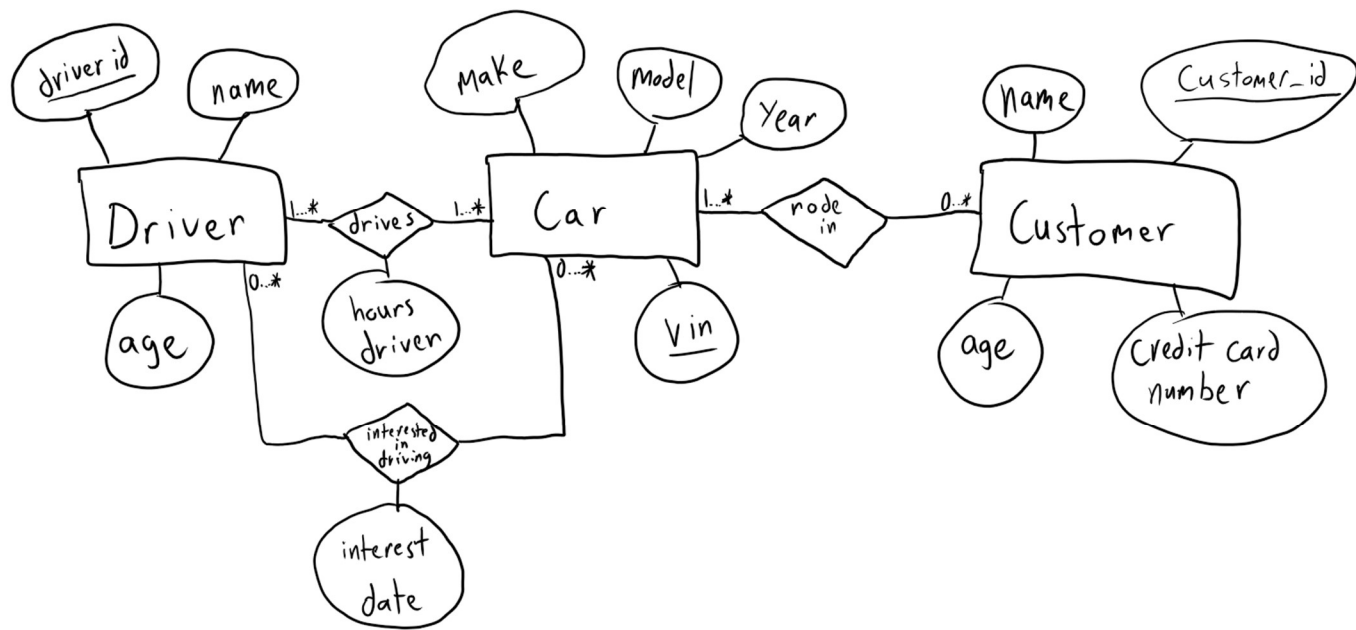 driver id
name
Make
Model
Year
name
Customer_id
Driver
1...*
drives
1...*
Car
1...*
rode
in
0...*
Customer
0...*
0...*
age
hours
driver
vin
age
credit card
number
interested
in
driving
interest
date